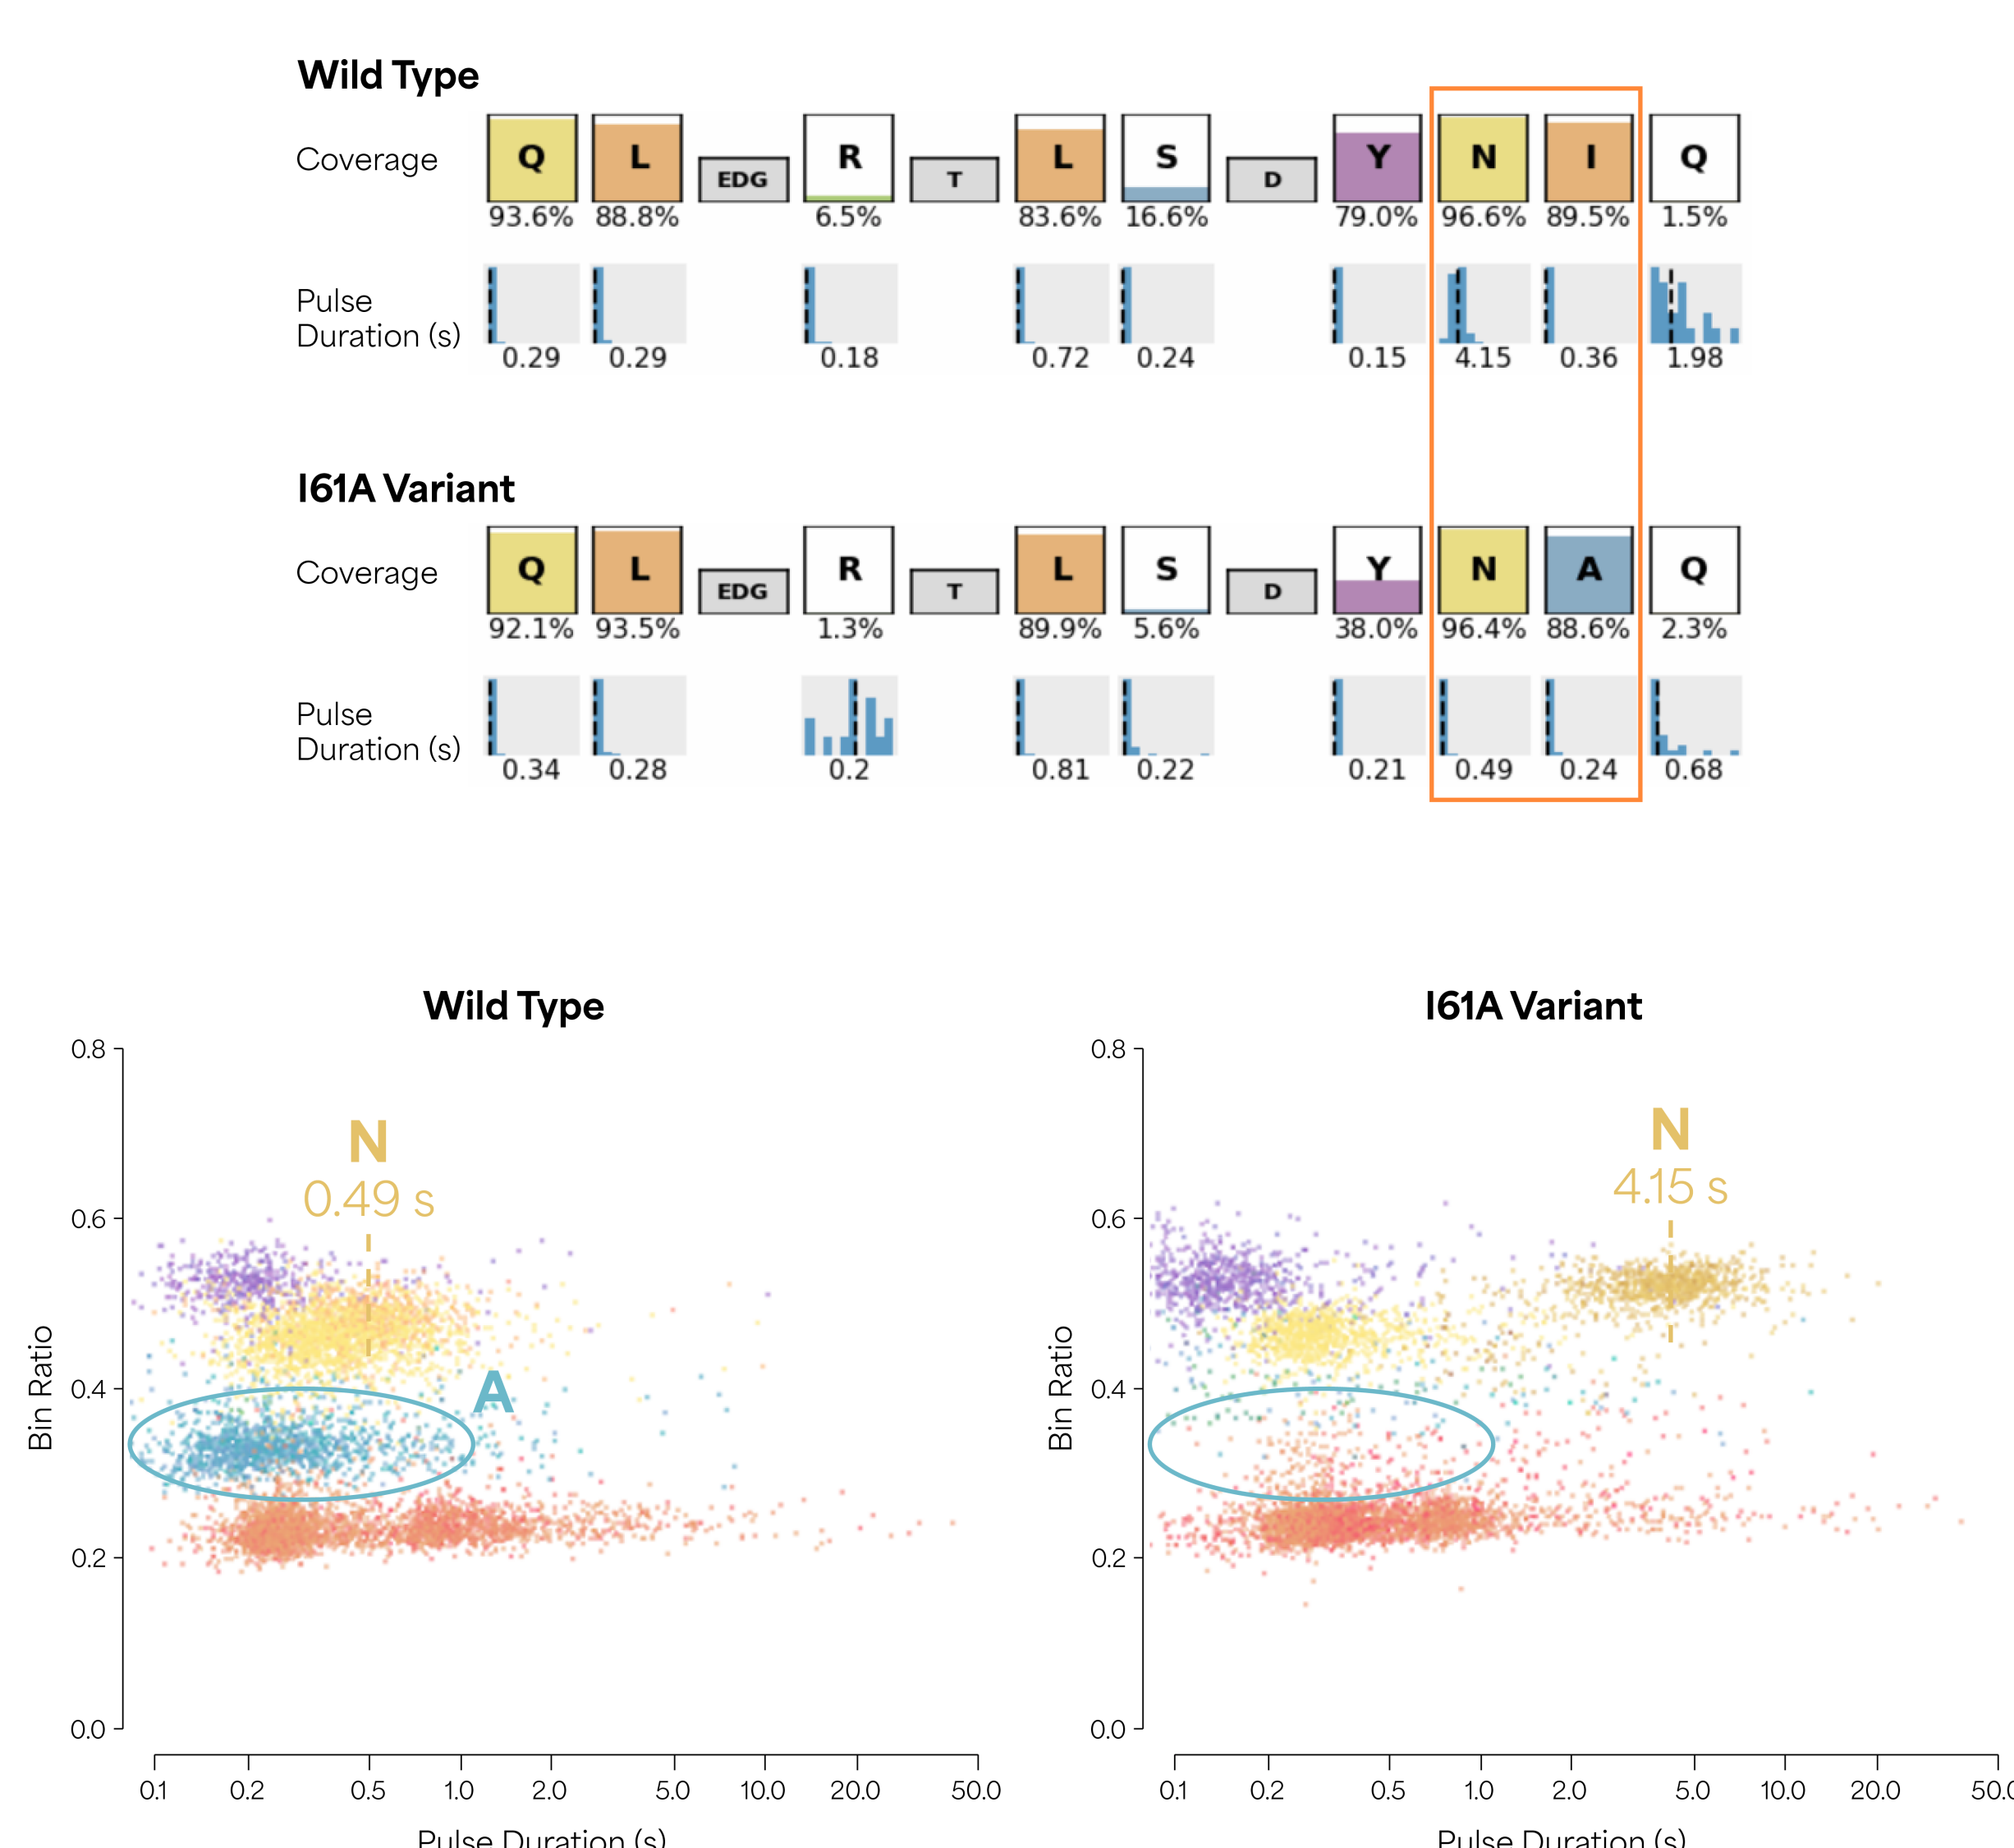 Wild Type
Coverage
Q L EDG R T L S D Y N I Q
93.6% 88.8% 6.5% 83.6% 16.6% 79.0% 96.6% 89.5% 1.5%
Pulse
Duration (s)
0.29 0.29 0.18 0.72 0.24 0.15 4.15 0.36 1.98
I61A Variant
Coverage
Q L EDG R T L S D Y N A Q
92.1% 93.5% 1.3% 89.9% 5.6% 38.0% 96.4% 88.6% 2.3%
Pulse
Duration (s)
0.34 0.28 0.2 0.81 0.22 0.21 0.49 0.24 0.68
Wild Type
Bin Ratio
0.8
0.6
0.4
0.2
0.0
N
0.49 s
A
0.1 0.2 0.5 1.0 2.0 5.0 10.0 20.0 50.0
Pulse Duration (s)
I61A Variant
Bin Ratio
0.8
0.6
0.4
0.2
0.0
N
4.15 s
0.1 0.2 0.5 1.0 2.0 5.0 10.0 20.0 50.0
Pulse Duration (s)